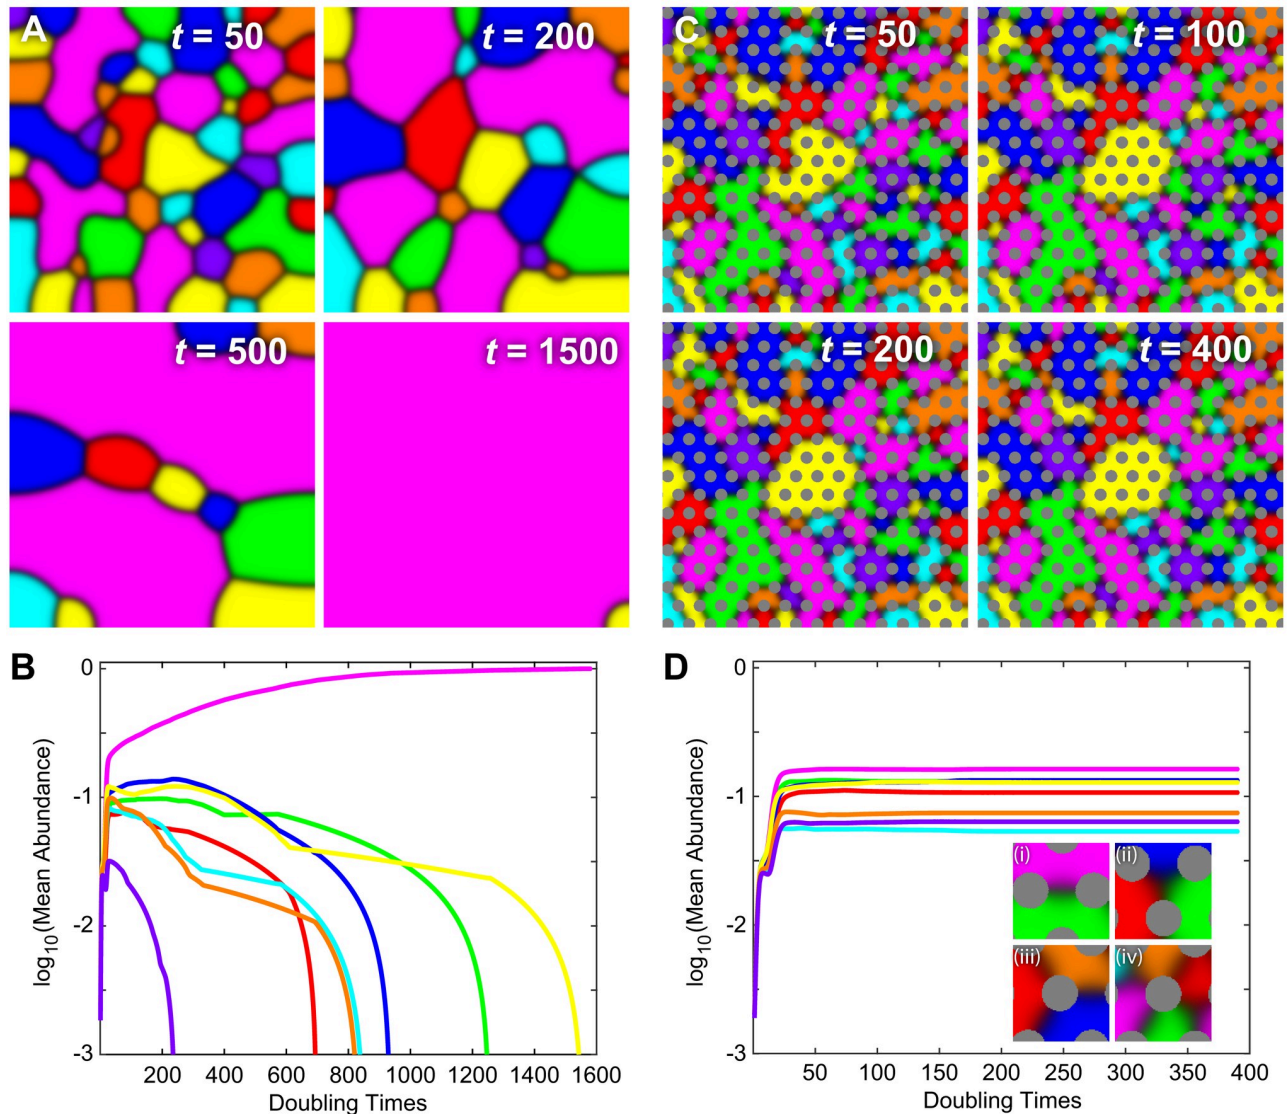 A
t = 50
t = 200
t = 500
t = 1500
B
0
-1
-2
-3
log10(Mean Abundance)
200 400 600 800 1000 1200 1400 1600
Doubling Times
C
t = 50
t = 100
t = 200
t = 400
D
0
-1
-2
-3
log10(Mean Abundance)
(i)
(ii)
(iii)
(iv)
50 100 150 200 250 300 350 400
Doubling Times